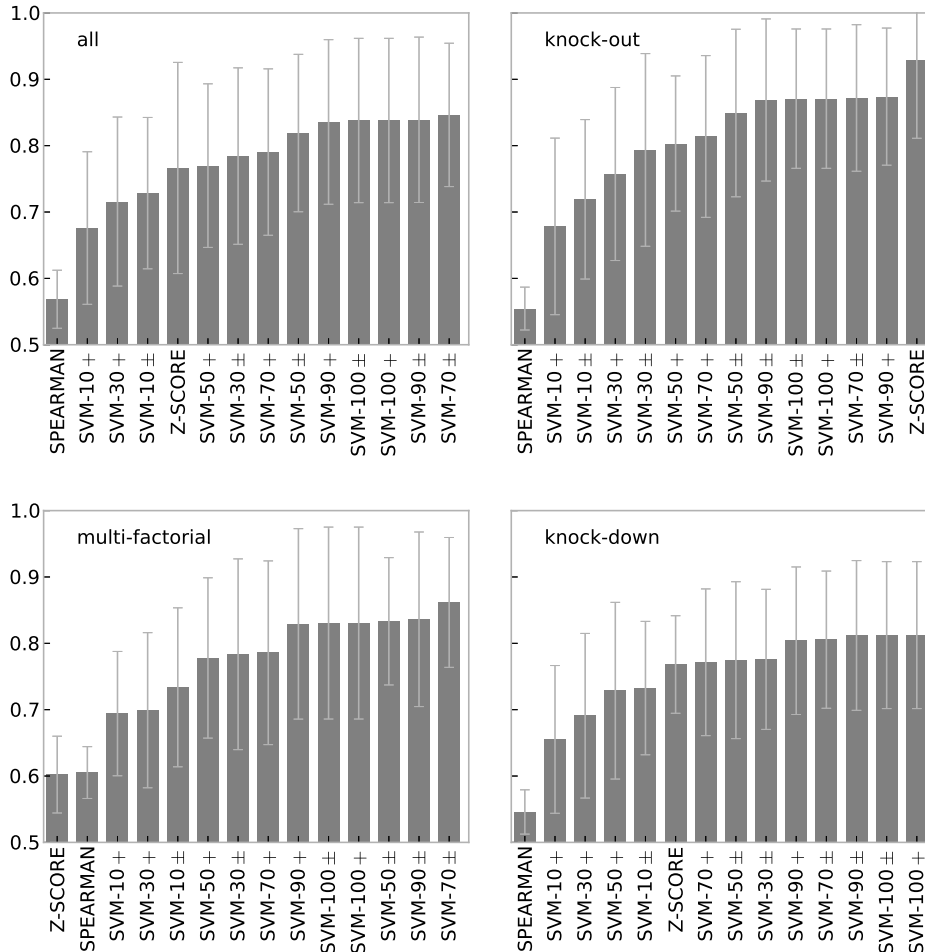 1.0
0.9
0.8
0.7
0.6
0.5
all
SPEARMAN
SVM-10 +
SVM-30 +
SVM-10 ±
Z-SCORE
SVM-50 +
SVM-30 ±
SVM-70 +
SVM-50 ±
SVM-90 +
SVM-100 ±
SVM-100 +
SVM-90 ±
SVM-70 ±
knock-out
SPEARMAN
SVM-10 +
SVM-10 ±
SVM-30 +
SVM-30 ±
SVM-50 +
SVM-70 +
SVM-50 ±
SVM-90 ±
SVM-100 ±
SVM-100 +
SVM-70 ±
SVM-90 +
Z-SCORE
1.0
0.9
0.8
0.7
0.6
0.5
multi-factorial
Z-SCORE
SPEARMAN
SVM-10 +
SVM-30 +
SVM-10 ±
SVM-50 +
SVM-30 ±
SVM-70 +
SVM-90 +
SVM-100 ±
SVM-100 +
SVM-50 ±
SVM-90 ±
SVM-70 ±
knock-down
SPEARMAN
SVM-10 +
SVM-30 +
SVM-50 +
SVM-10 ±
Z-SCORE
SVM-70 +
SVM-50 ±
SVM-30 ±
SVM-90 +
SVM-70 ±
SVM-90 ±
SVM-100 ±
SVM-100 +